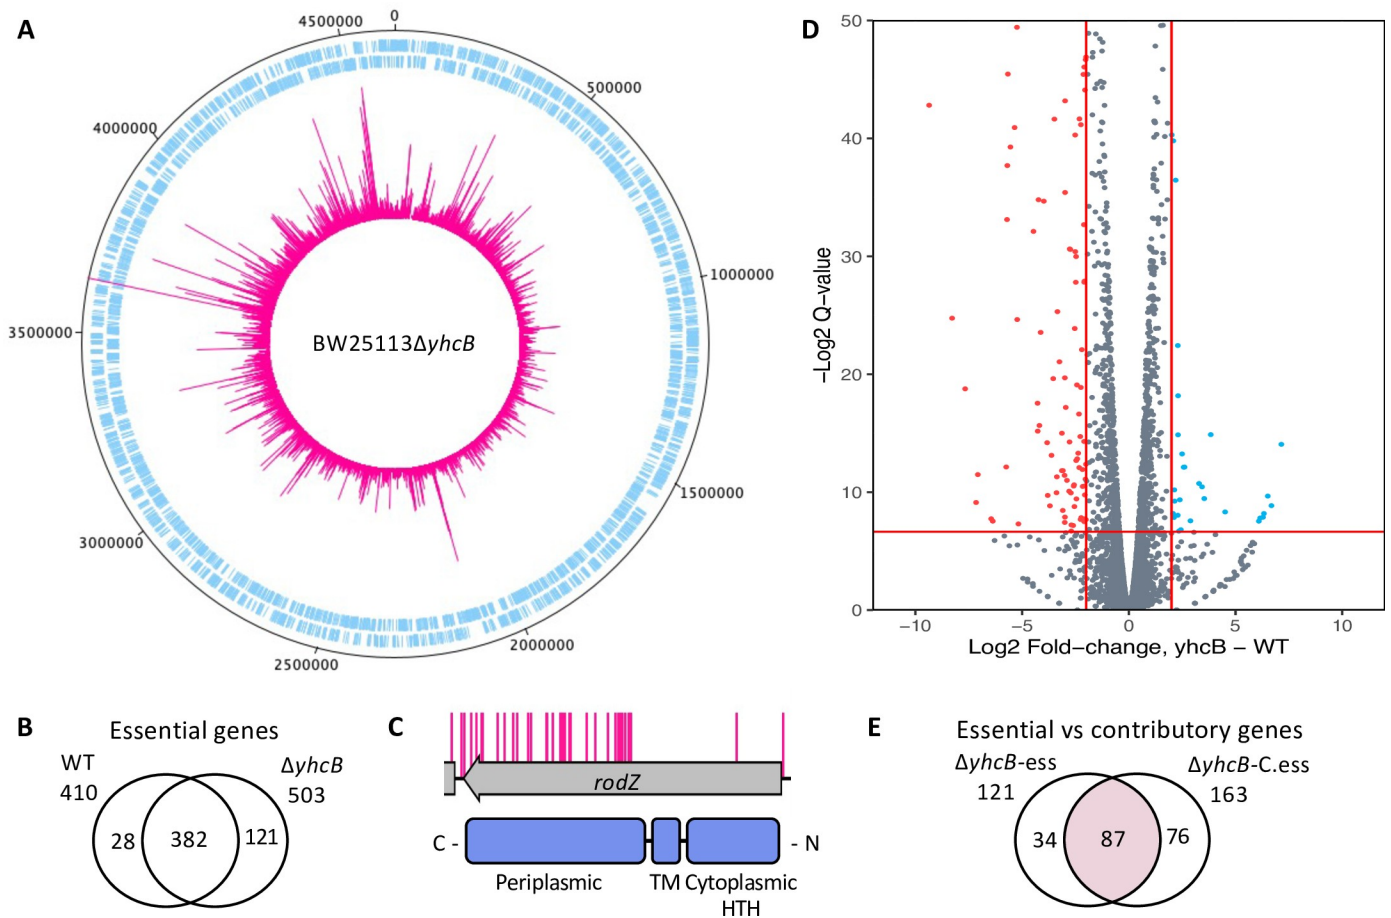 A
0
500000
1000000
1500000
2000000
2500000
3000000
3500000
4000000
4500000
BW25113ΔyhcB
D
50
40
30
20
10
0
−Log2 Q−value
−10
−5
0
5
10
Log2 Fold−change, yhcB − WT
B
Essential genes
WT
410
ΔyhcB
503
28
382
121
C
rodZ
C -
- N
Periplasmic
TM
Cytoplasmic
HTH
E
Essential vs contributory genes
ΔyhcB-ess
121
ΔyhcB-C.ess
163
34
87
76